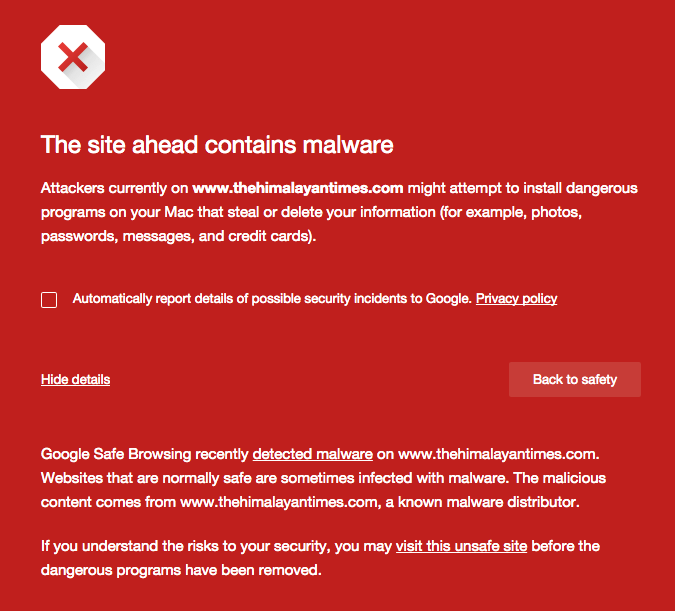 The site ahead contains malware
Attackers currently on www.thehimalayantimes.com might attempt to install dangerous
programs on your Mac that steal or delete your information (for example, photos,
passwords, messages, and credit cards).
Automatically report details of possible security incidents to Google. Privacy policy
Hide details
Back to safety
Google Safe Browsing recently detected malware on www.thehimalayantimes.com.
Websites that are normally safe are sometimes infected with malware. The malicious
content comes from www.thehimalayantimes.com, a known malware distributor.
If you understand the risks to your security, you may visit this unsafe site before the
dangerous programs have been removed.